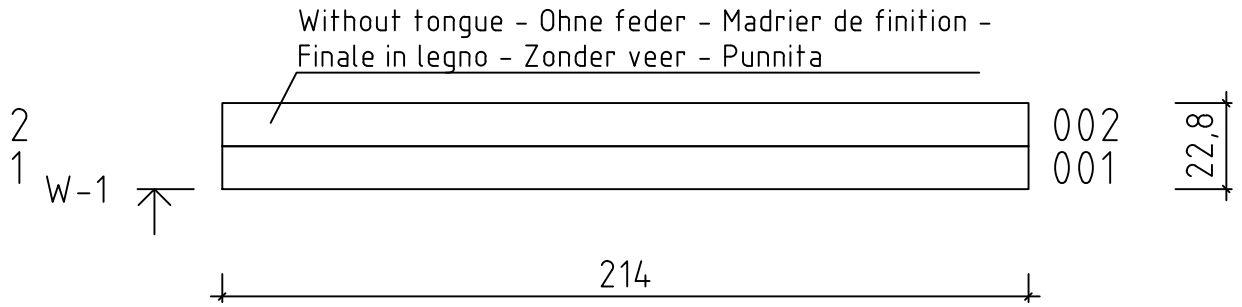 Without tongue - Ohne feder - Madrier de finition -
Finale in legno - Zonder veer - Punnita
2
002
1
001
22,8
W-1
214